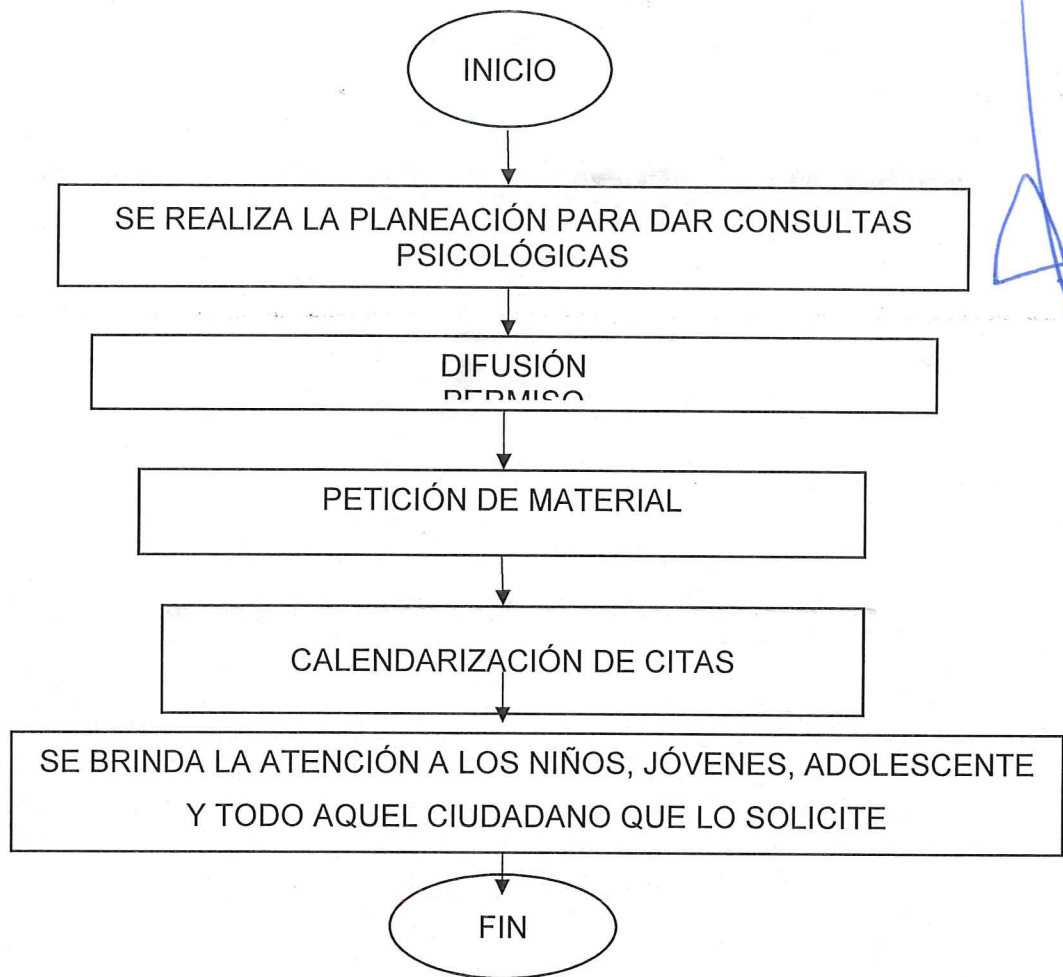 INICIO
SE REALIZA LA PLANEACIÓN PARA DAR CONSULTAS
PSICOLÓGICAS
DIFUSIÓN
PERMISO
PETICIÓN DE MATERIAL
CALENDARIZACIÓN DE CITAS
SE BRINDA LA ATENCIÓN A LOS NIÑOS, JÓVENES, ADOLESCENTE
Y TODO AQUEL CIUDADANO QUE LO SOLICITE
FIN